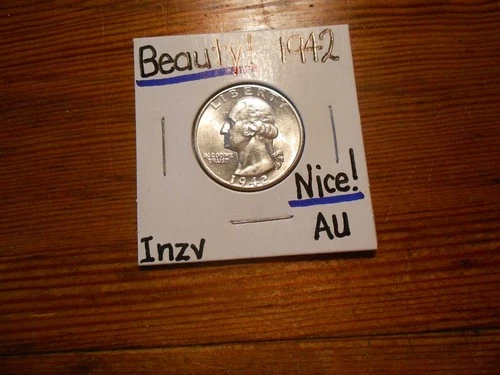 Beauty! 1942
LIBERTY
IN GOD WE
TRUST
1942
Nice!
AU
Inzv